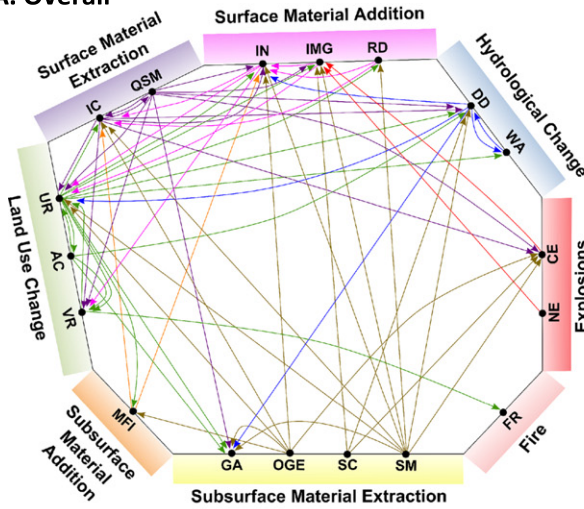 A. Overall
Surface Material Addition
Surface Material
Extraction
Hydrological Change
IN
IMG
RD
QSM
IC
DD
WA
UR
AC
VR
Land Use Change
CE
NE
Explosions
MFI
FR
Fire
Subsurface
Material
Addition
GA
OGE
SC
SM
Subsurface Material Extraction